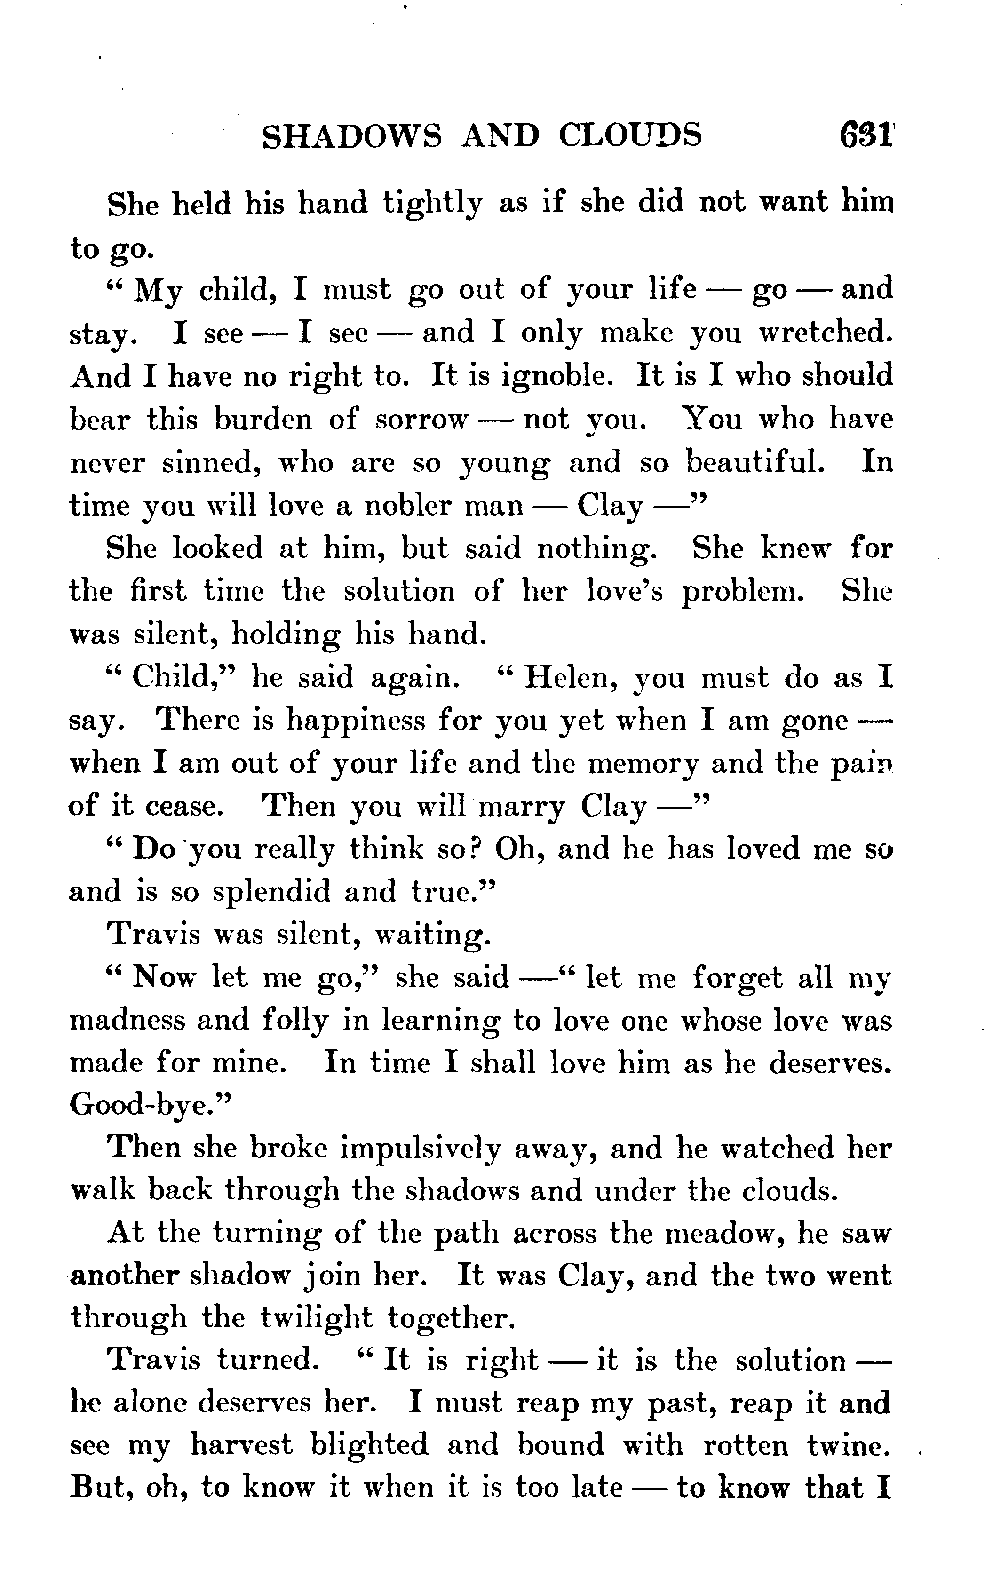 SHADOWS AND CLOUDS 631
She held his hand tightly as if she did not want him
to go.
“ My child, I must go out of your life — go — and
stay. I see — I see — and I only make you wretched.
And I have no right to. It is ignoble. It is I who should
bear this burden of sorrow — not you. You who have
never sinned, who are so young and so beautiful. In
time you will love a nobler man — Clay —”
She looked at him, but said nothing. She knew for
the first time the solution of her love’s problem. She
was silent, holding his hand.
“ Child,” he said again. “ Helen, you must do as I
say. There is happiness for you yet when I am gone —
when I am out of your life and the memory and the pain
of it cease. Then you will marry Clay —”
“ Do you really think so? Oh, and he has loved me so
and is so splendid and true.”
Travis was silent, waiting.
“ Now let me go,” she said —“ let me forget all my
madness and folly in learning to love one whose love was
made for mine. In time I shall love him as he deserves.
Good-bye.”
Then she broke impulsively away, and he watched her
walk back through the shadows and under the clouds.
At the turning of the path across the meadow, he saw
another shadow join her. It was Clay, and the two went
through the twilight together.
Travis turned. “ It is right — it is the solution —
he alone deserves her. I must reap my past, reap it and
see my harvest blighted and bound with rotten twine.
But, oh, to know it when it is too late — to know that I